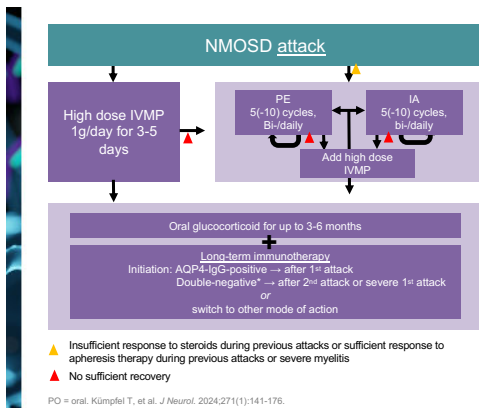 NMOSD attack
High dose IVMP
1g/day for 3-5
days
PE
5(-10) cycles,
Bi-/daily
IA
5(-10) cycles,
bi-/daily
Add high dose
IVMP
Oral glucocorticoid for up to 3-6 months
+
Long-term immunotherapy
Initiation: AQP4-IgG-positive → after 1st attack
Double-negative* → after 2nd attack or severe 1st attack
or
switch to other mode of action
Insufficient response to steroids during previous attacks or sufficient response to
apheresis therapy during previous attacks or severe myelitis
No sufficient recovery
PO = oral. Kümpfel T, et al. J Neurol. 2024;271(1):141-176.